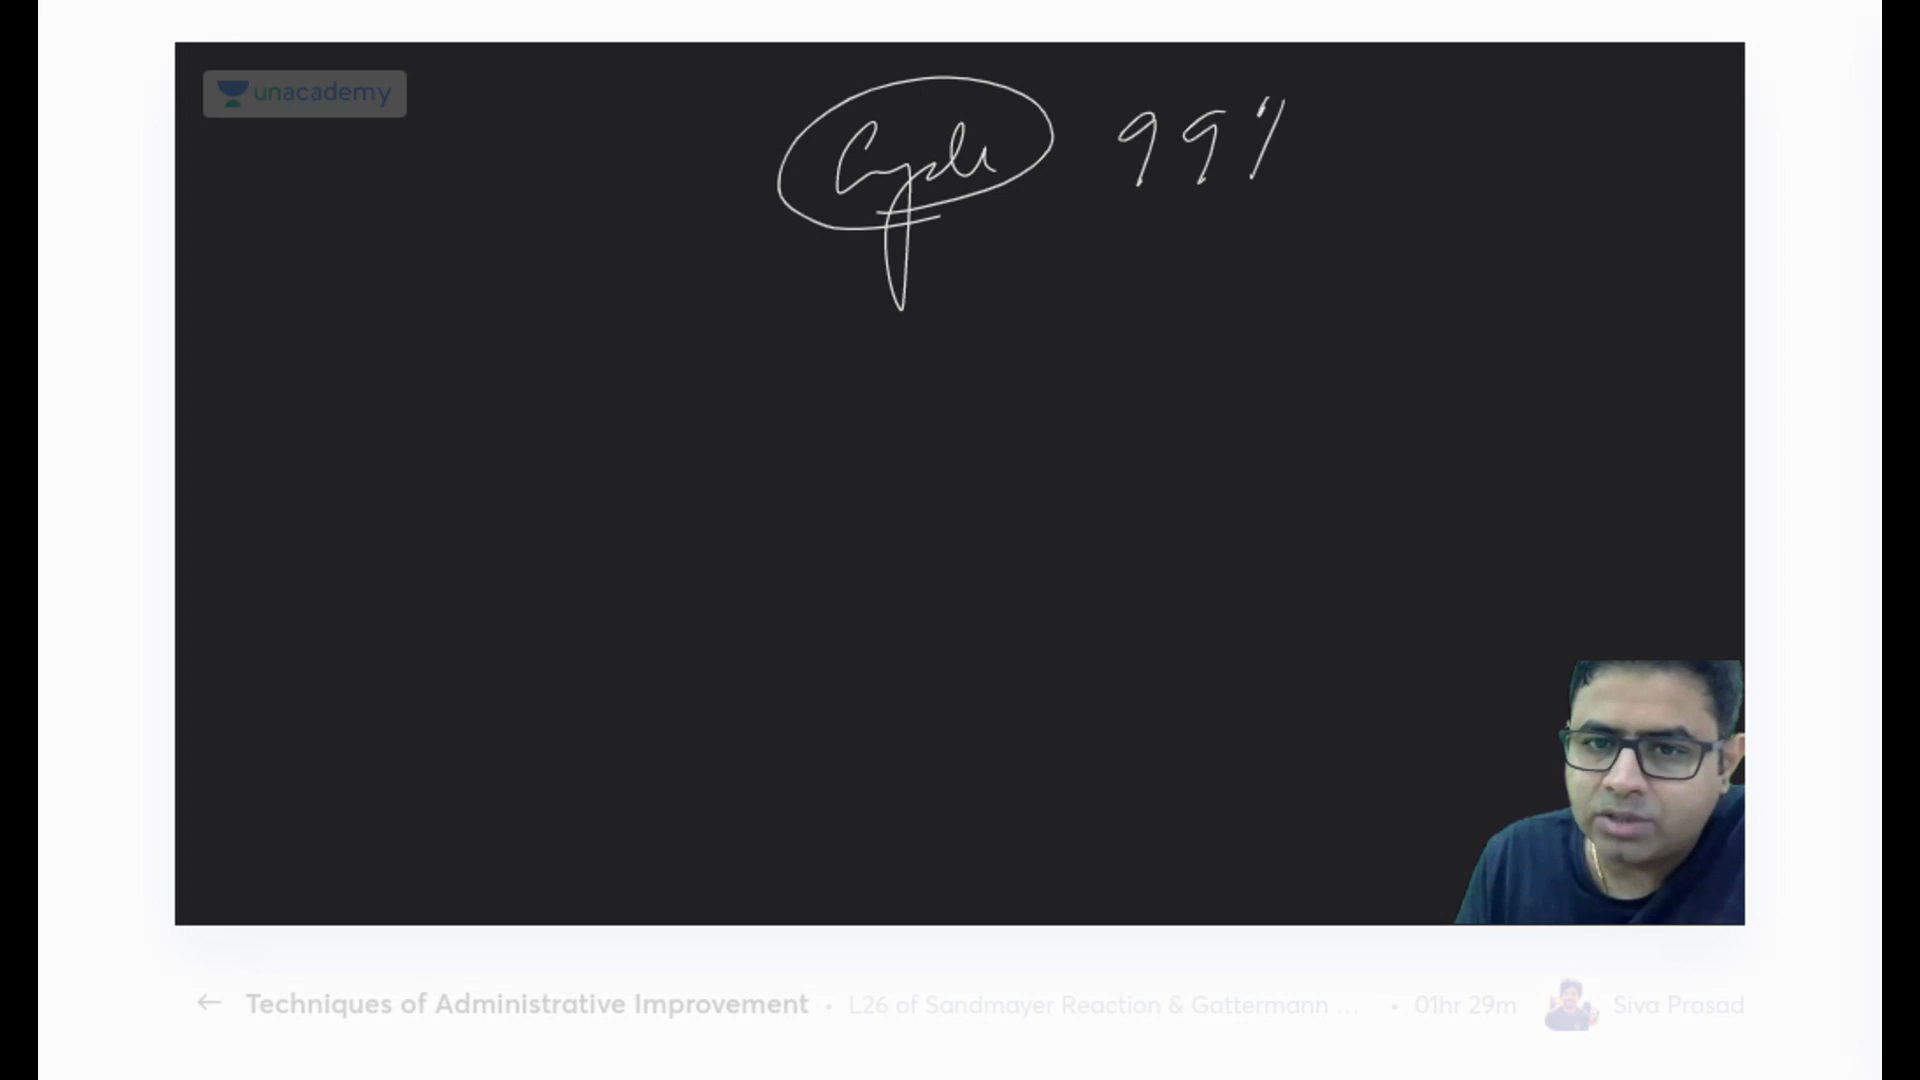 unacademy
Cycle 99%
Techniques of Administrative Improvement • L26 of Sandmayer Reaction & Gattermann ... • 01hr 29m Siva Prasad